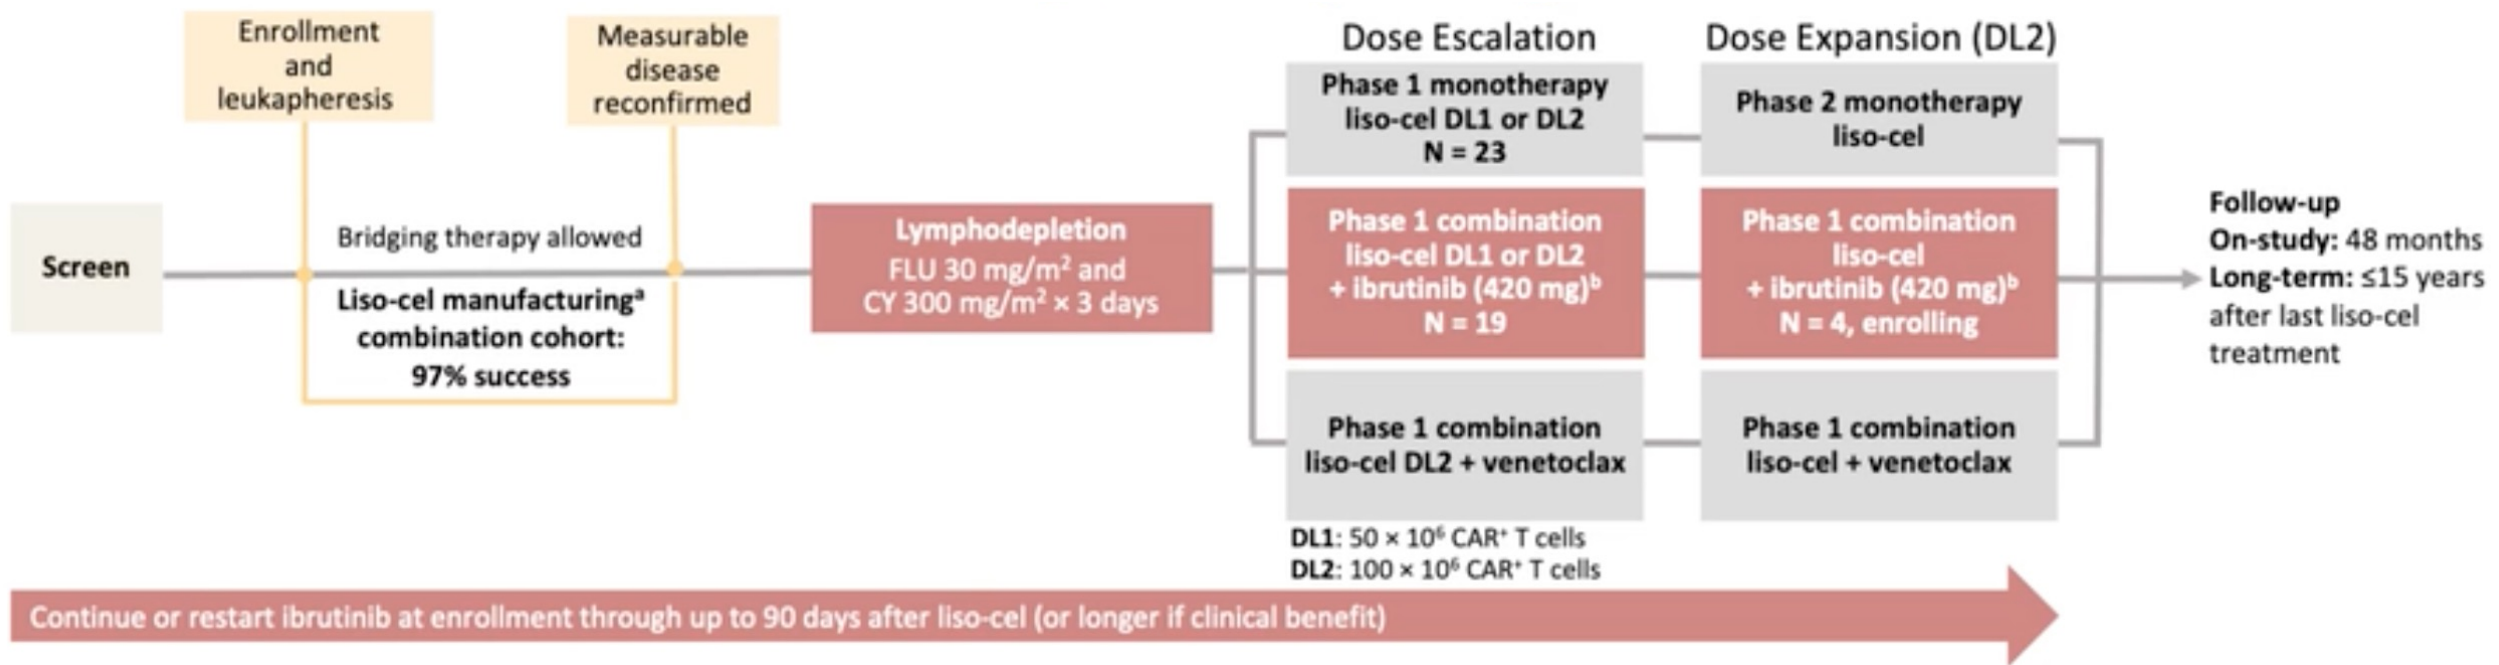 Enrollment
and
leukapheresis
Measurable
disease
reconfirmed
Screen
Bridging therapy allowed
Liso-cel manufacturingᵃ
combination cohort:
97% success
Lymphodepletion
FLU 30 mg/m² and
CY 300 mg/m² × 3 days
Dose Escalation
Phase 1 monotherapy
liso-cel DL1 or DL2
N = 23
Phase 1 combination
liso-cel DL1 or DL2
+ ibrutinib (420 mg)ᵇ
N = 19
Phase 1 combination
liso-cel DL2 + venetoclax
DL1: 50 × 10⁶ CAR⁺ T cells
DL2: 100 × 10⁶ CAR⁺ T cells
Dose Expansion (DL2)
Phase 2 monotherapy
liso-cel
Phase 1 combination
liso-cel
+ ibrutinib (420 mg)ᵇ
N = 4, enrolling
Phase 1 combination
liso-cel + venetoclax
Follow-up
On-study: 48 months
Long-term: ≤15 years
after last liso-cel
treatment
Continue or restart ibrutinib at enrollment through up to 90 days after liso-cel (or longer if clinical benefit)